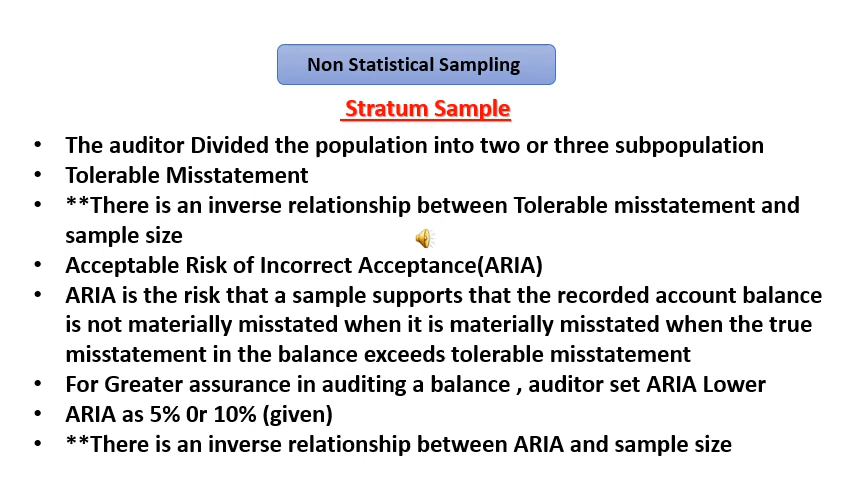 Non Statistical Sampling
Stratum Sample
• The auditor Divided the population into two or three subpopulation
• Tolerable Misstatement
• **There is an inverse relationship between Tolerable misstatement and
sample size
• Acceptable Risk of Incorrect Acceptance(ARIA)
• ARIA is the risk that a sample supports that the recorded account balance
is not materially misstated when it is materially misstated when the true
misstatement in the balance exceeds tolerable misstatement
• For Greater assurance in auditing a balance , auditor set ARIA Lower
• ARIA as 5% 0r 10% (given)
• **There is an inverse relationship between ARIA and sample size